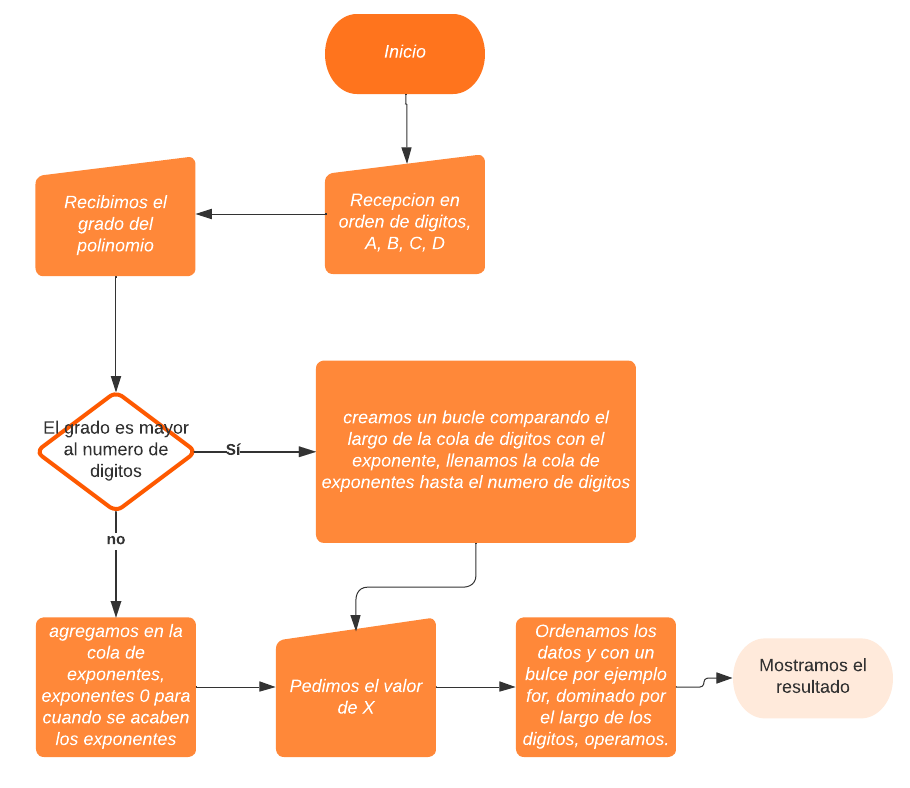 Inicio
Recepcion en
orden de digitos,
A, B, C, D
Recibimos el
grado del
polinomio
El grado es mayor
al numero de
digitos
Sí
creamos un bucle comparando el
largo de la cola de digitos con el
exponente, llenamos la cola de
exponentes hasta el numero de digitos
no
agregamos en la
cola de
exponentes,
exponentes 0 para
cuando se acaben
los exponentes
Pedimos el valor
de X
Ordenamos los
datos y con un
bulce por ejemplo
for, dominado por
el largo de los
digitos, operamos.
Mostramos el
resultado